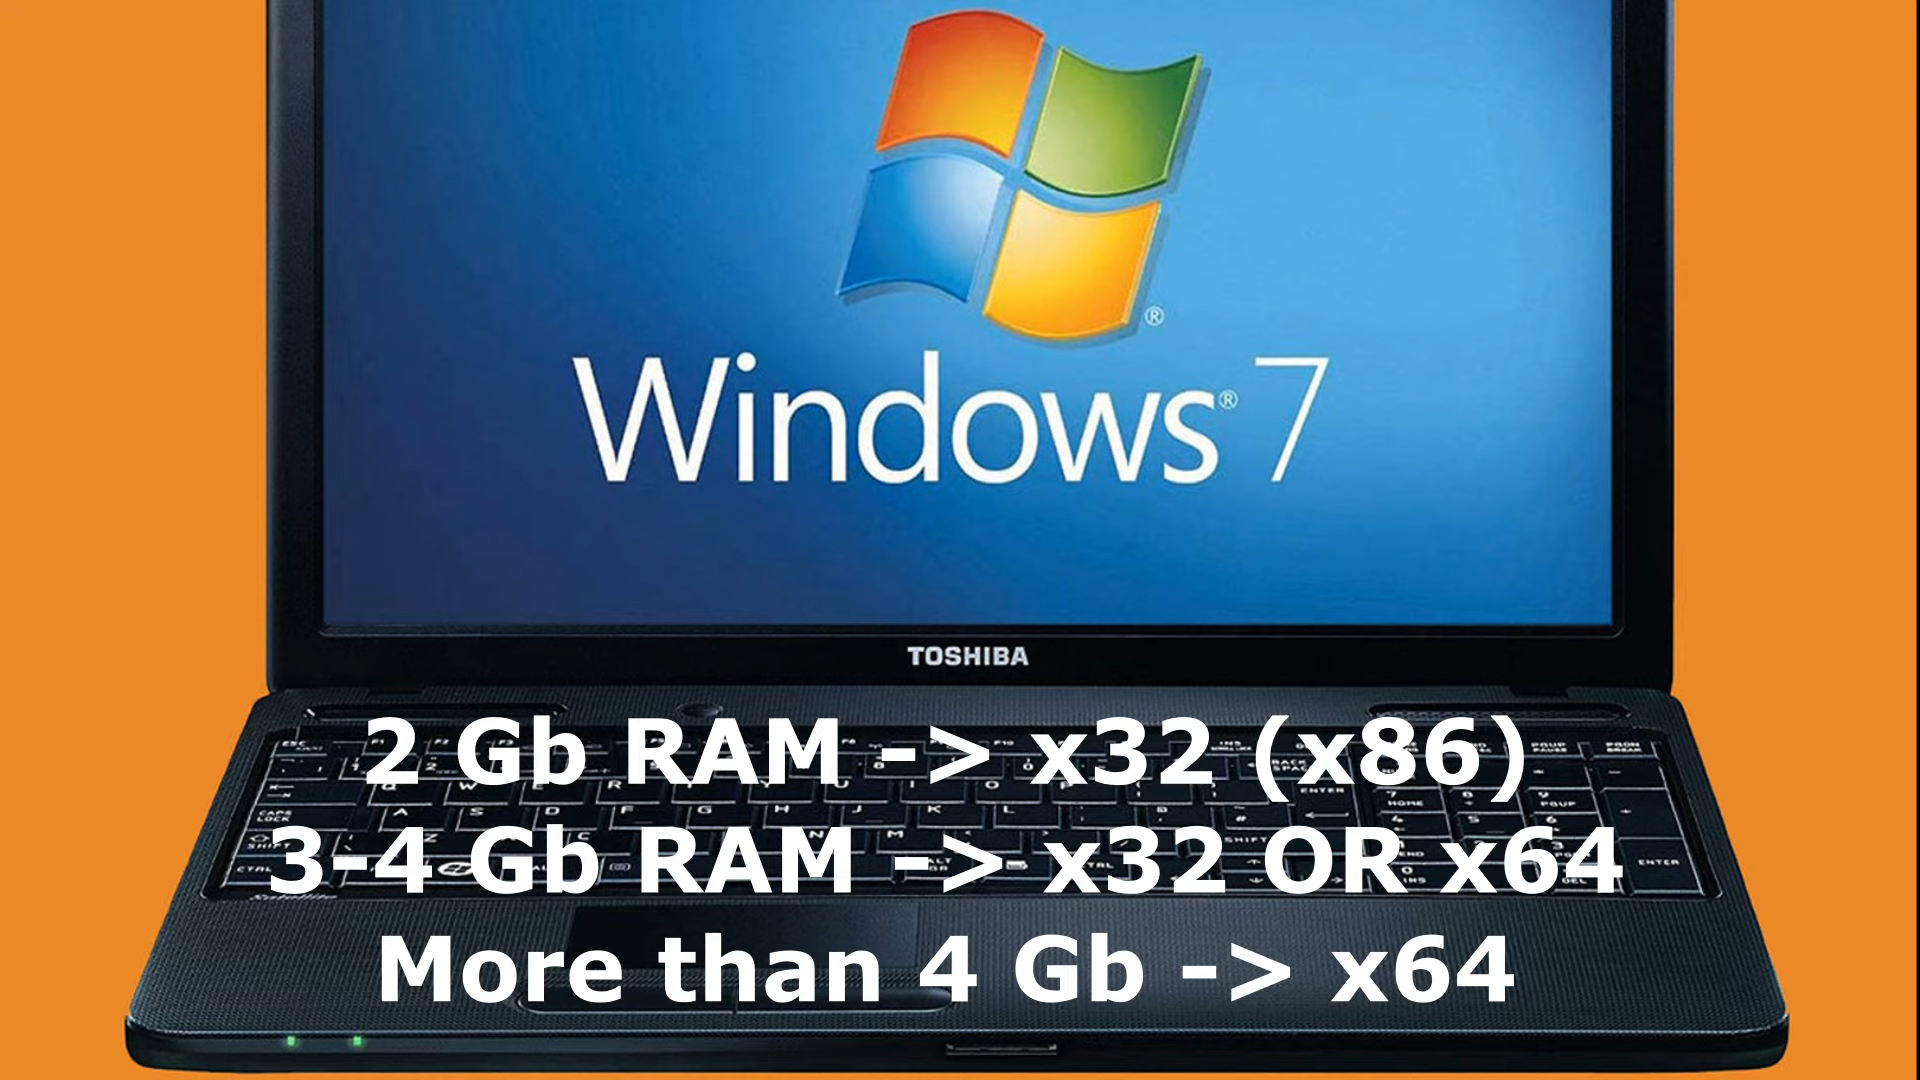 Windows® 7
TOSHIBA
2 Gb RAM -> x32 (x86)
3-4 Gb RAM -> x32 OR x64
More than 4 Gb -> x64